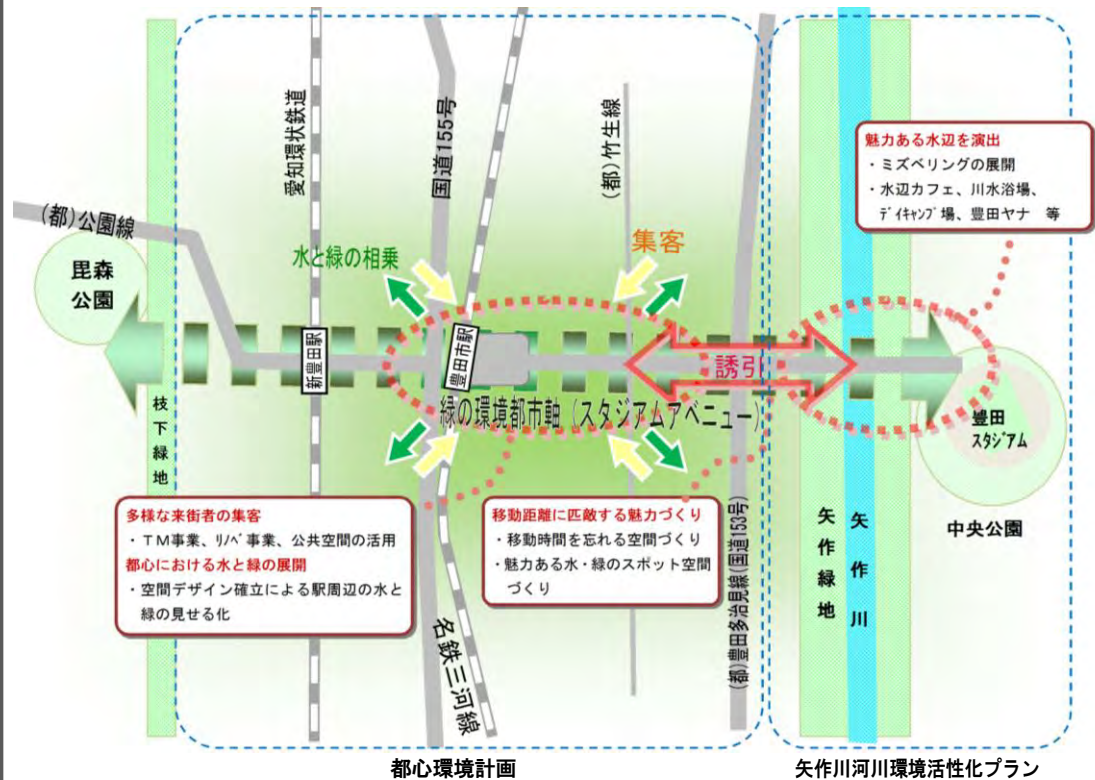 愛知環状鉄道
国道155号
(都)竹生線
魅力ある水辺を演出
・ミズベリングの展開
・水辺カフェ、川水浴場、
ﾃﾞｲｷｬﾝﾌﾟ場、豊田ヤナ 等
(都)公園線
水と緑の相乗
集客
毘森
公園
新豊田駅
豊田市駅
誘引
緑の環境都市軸（スタジアムアベニュー）
豊田
ｽﾀｼﾞｱﾑ
枝下緑地
多様な来街者の集客
・ＴＭ事業、ﾘﾉﾍﾞ事業、公共空間の活用
都心における水と緑の展開
・空間デザイン確立による駅周辺の水と
緑の見せる化
移動距離に匹敵する魅力づくり
・移動時間を忘れる空間づくり
・魅力ある水・緑のスポット空間
づくり
(都)豊田多治見線(国道153号)
矢作緑地
矢作川
中央公園
名鉄三河線
都心環境計画
矢作川河川環境活性化プラン